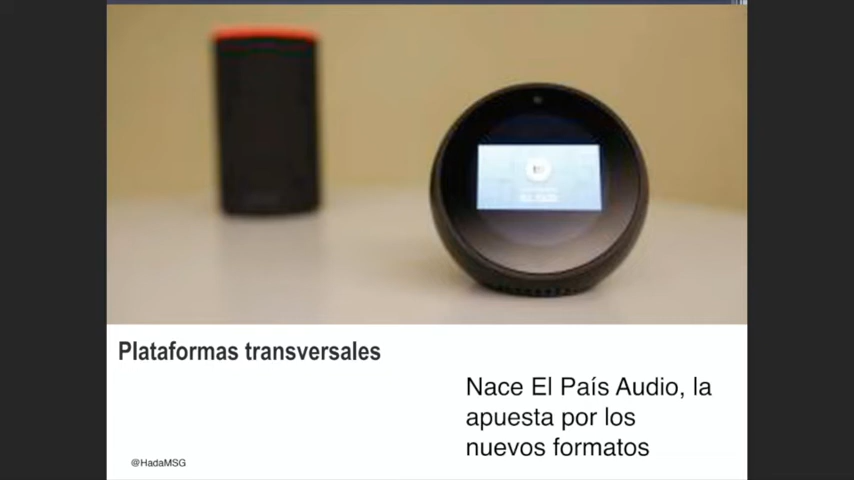 Plataformas transversales
Nace El País Audio, la
apuesta por los
nuevos formatos
@HadaMSG